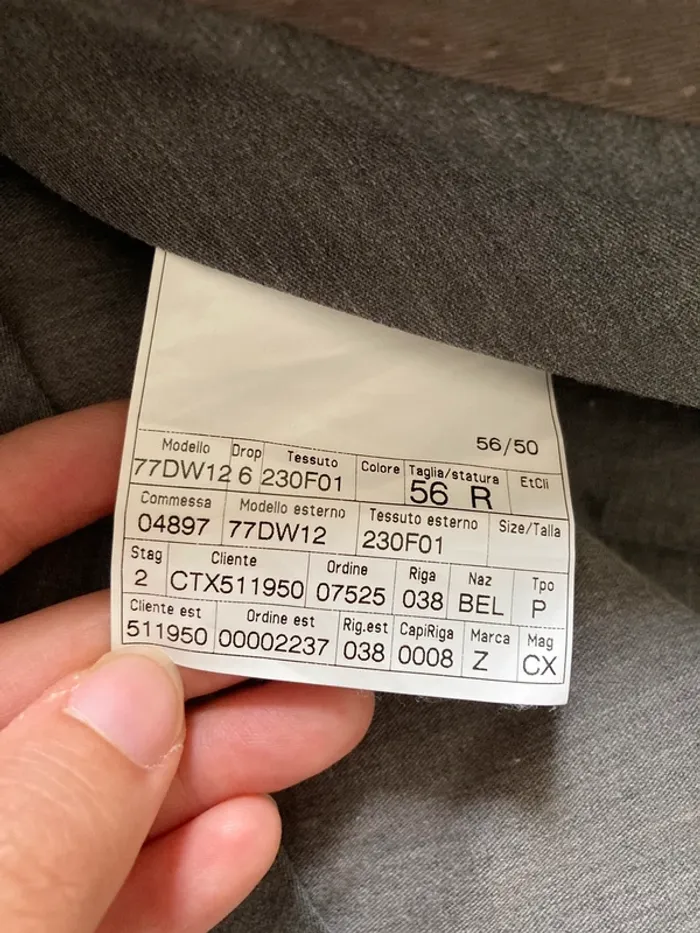 56/50
Modello Drop Tessuto Colore Taglia/statura EtCli
77DW12 6 230F01 56 R
Commessa Modello esterno Tessuto esterno Size/Talla
04897 77DW12 230F01
Stag Cliente Ordine Riga Naz Tpo
2 CTX511950 07525 038 BEL P
Cliente est Ordine est Rig.est CapiRiga Marca Mag
511950 00002237 038 0008 Z CX